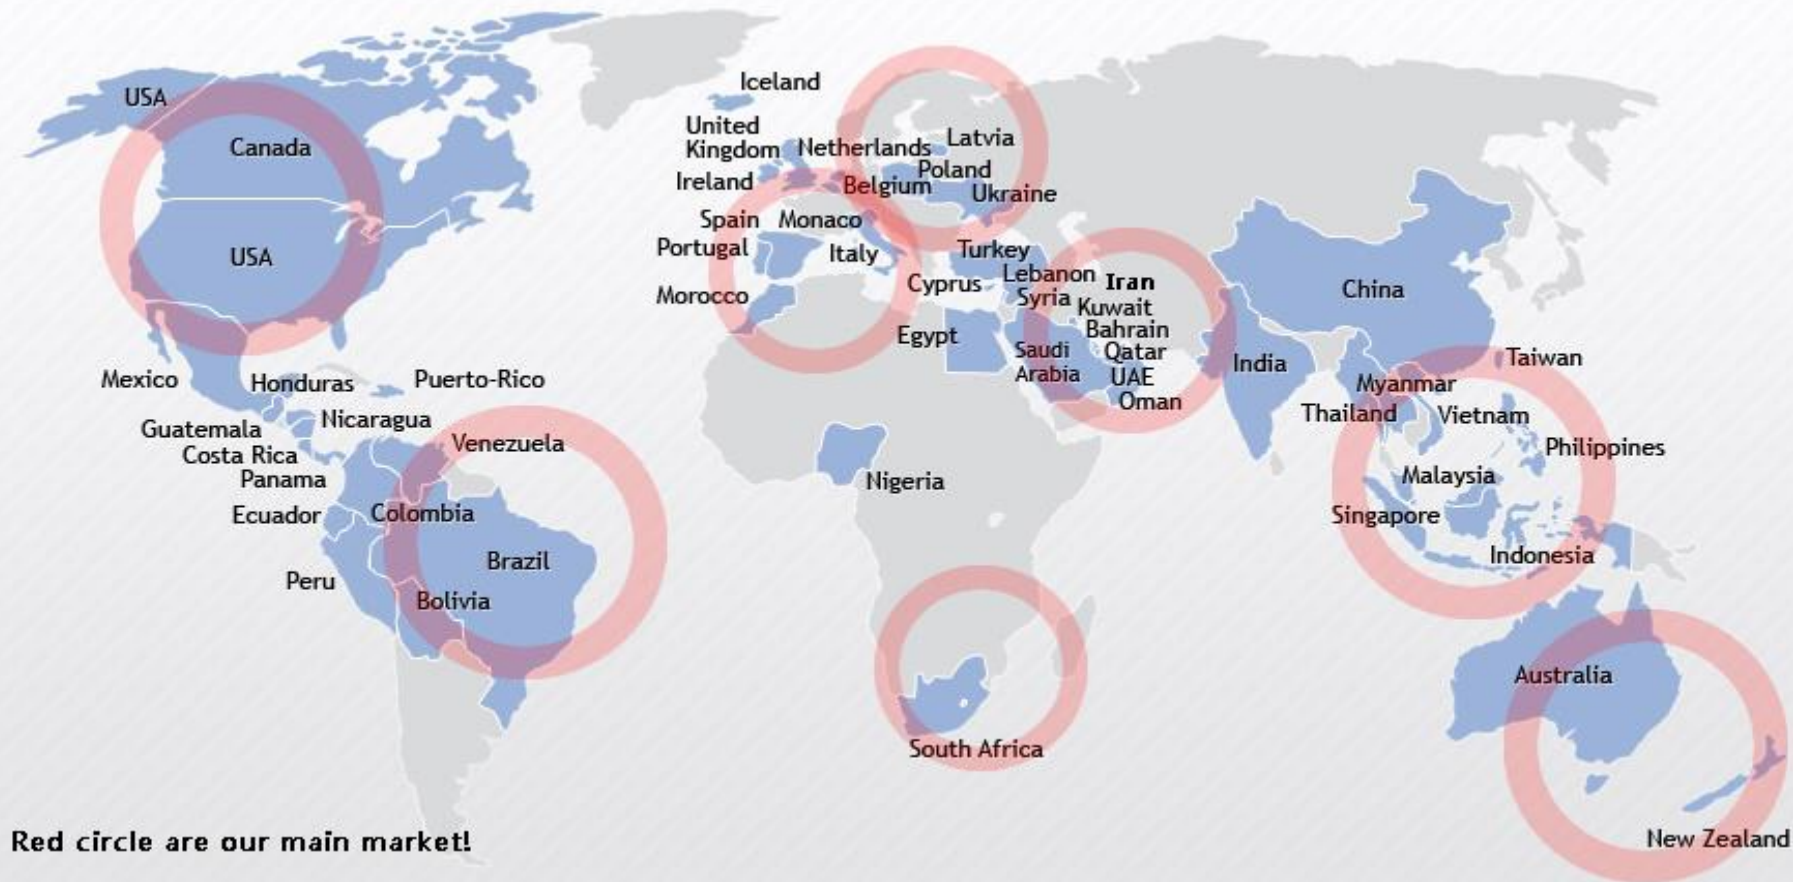 USA
Canada
USA
Mexico
Honduras
Puerto-Rico
Guatemala
Nicaragua
Costa Rica
Venezuela
Panama
Ecuador
Colombia
Brazil
Peru
Bolivia
Iceland
United
Kingdom
Netherlands
Latvia
Ireland
Belgium
Poland
Ukraine
Spain
Monaco
Portugal
Italy
Turkey
Morocco
Cyprus
Lebanon
Iran
Syria
Kuwait
Egypt
Bahrain
Saudi
Arabia
Qatar
UAE
Oman
Nigeria
South Africa
India
China
Taiwan
Myanmar
Thailand
Vietnam
Philippines
Malaysia
Singapore
Indonesia
Australia
New Zealand
Red circle are our main market!